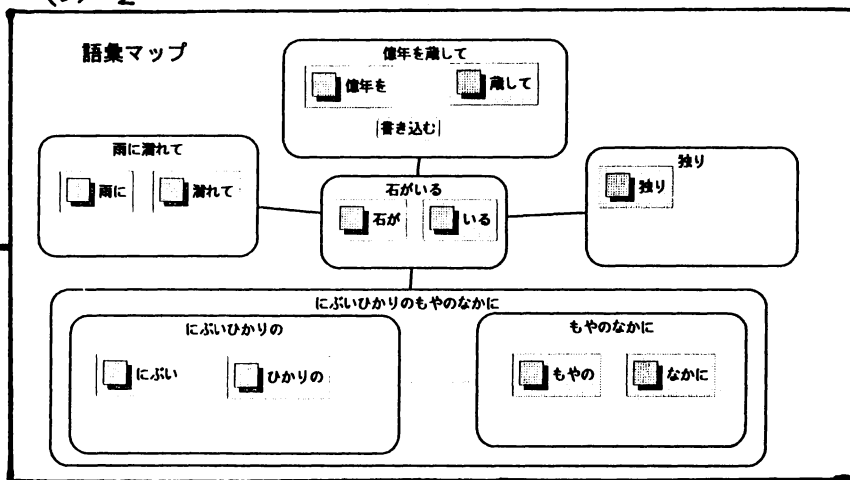 語彙マップ
億年を蔵して
億年を
蔵して
書き込む
雨に濡れて
雨に
濡れて
石がいる
石が
いる
独り
独り
にぶいひかりのもやのなかに
にぶいひかりの
にぶい
ひかりの
もやのなかに
もやの
なかに